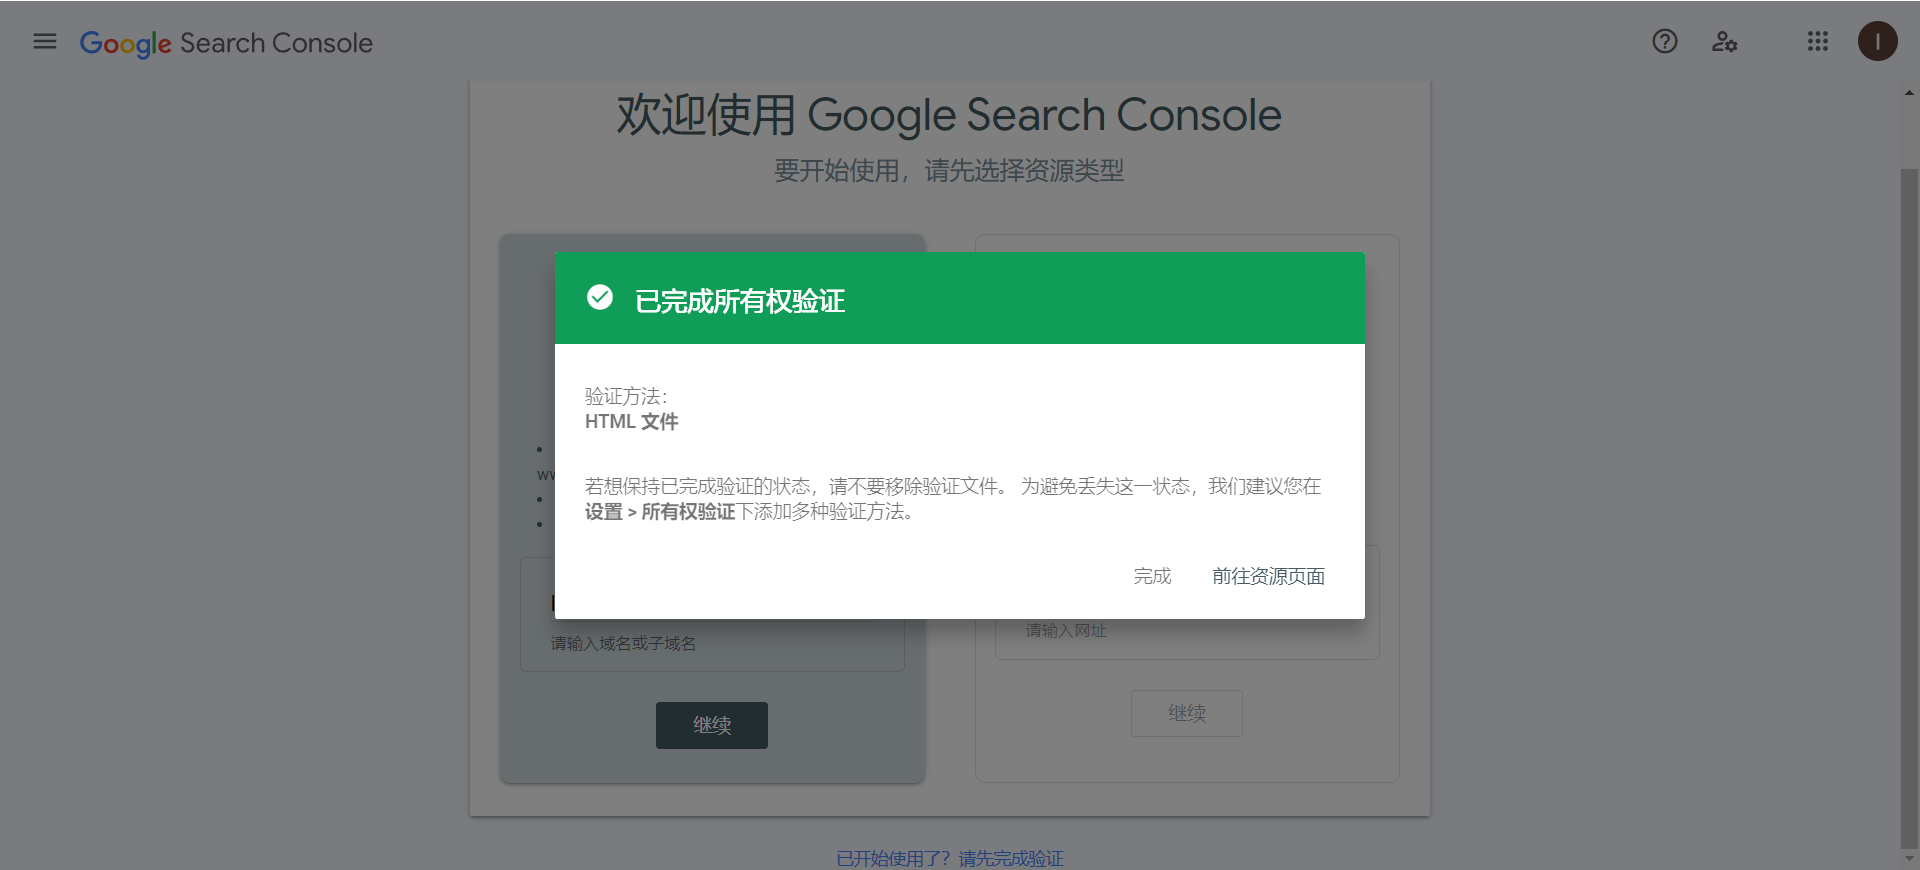 Google Search Console
I
欢迎使用 Google Search Console
要开始使用，请先选择资源类型
已完成所有权验证
验证方法：
HTML 文件
若想保持已完成验证的状态，请不要移除验证文件。 为避免丢失这一状态，我们建议您在
设置 > 所有权验证下添加多种验证方法。
完成 前往资源页面
请输入域名或子域名
请输入网址
继续
继续
已开始使用了？请先完成验证